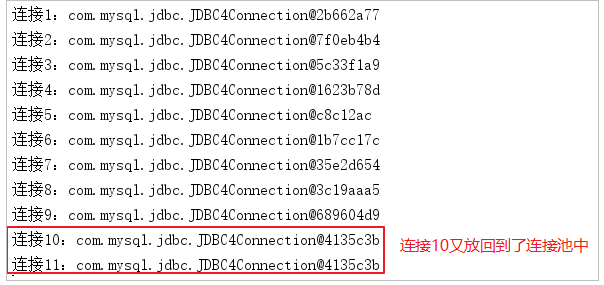 连接1: com.mysql.jdbc.JDBC4Connection@2b662a77
连接2: com.mysql.jdbc.JDBC4Connection@7f0eb4b4
连接3: com.mysql.jdbc.JDBC4Connection@5c33f1a9
连接4: com.mysql.jdbc.JDBC4Connection@1623b78d
连接5: com.mysql.jdbc.JDBC4Connection@c8c12ac
连接6: com.mysql.jdbc.JDBC4Connection@1b7cc17c
连接7: com.mysql.jdbc.JDBC4Connection@35e2d654
连接8: com.mysql.jdbc.JDBC4Connection@3c19aaa5
连接9: com.mysql.jdbc.JDBC4Connection@689604d9
连接10: com.mysql.jdbc.JDBC4Connection@4135c3b
连接10又放回到了连接池中
连接11: com.mysql.jdbc.JDBC4Connection@4135c3b